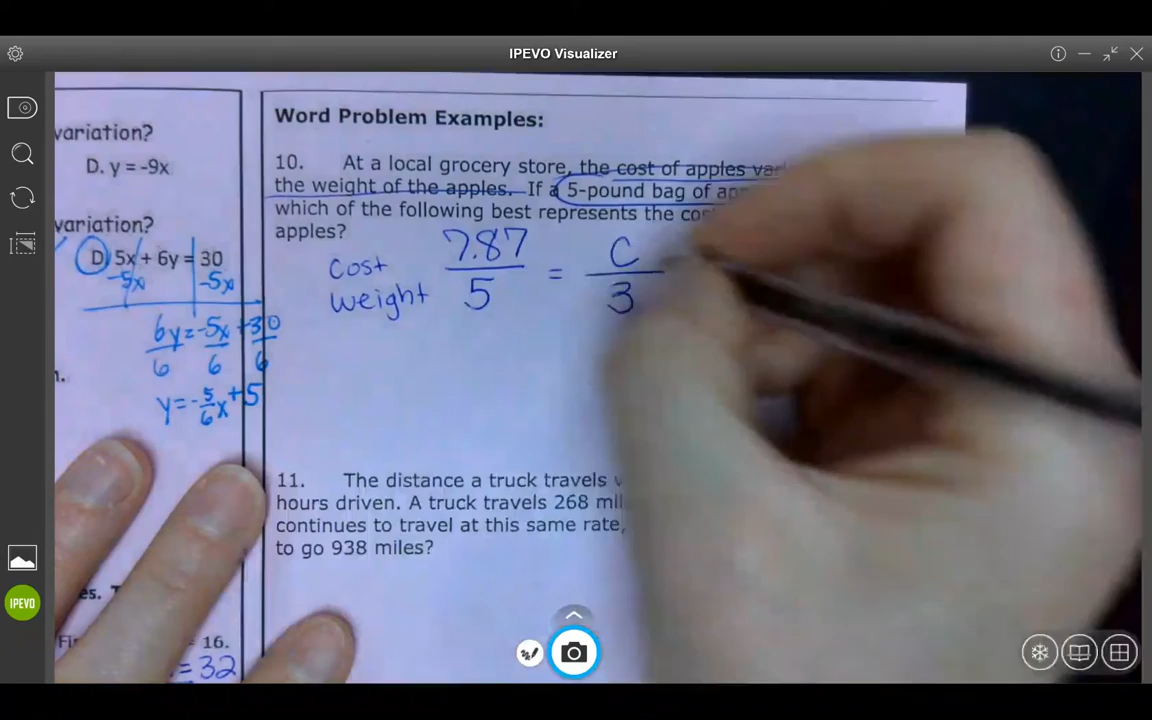 IPEVO Visualizer
variation?
D. y = -9x
variation?
D 5x + 6y = 30
-5x -5x
6y = -5x + 30
6 6 6
y = -5/6x + 5
Word Problem Examples:
10. At a local grocery store, the cost of apples
the weight of the apples. If a 5-pound bag of
which of the following best represents the
apples?
cost 7.87 = C
weight 5 3
11. The distance a truck travels
hours driven. A truck travels 268
continues to travel at this same rate,
to go 938 miles?
= 16.
= 32
IPEVO